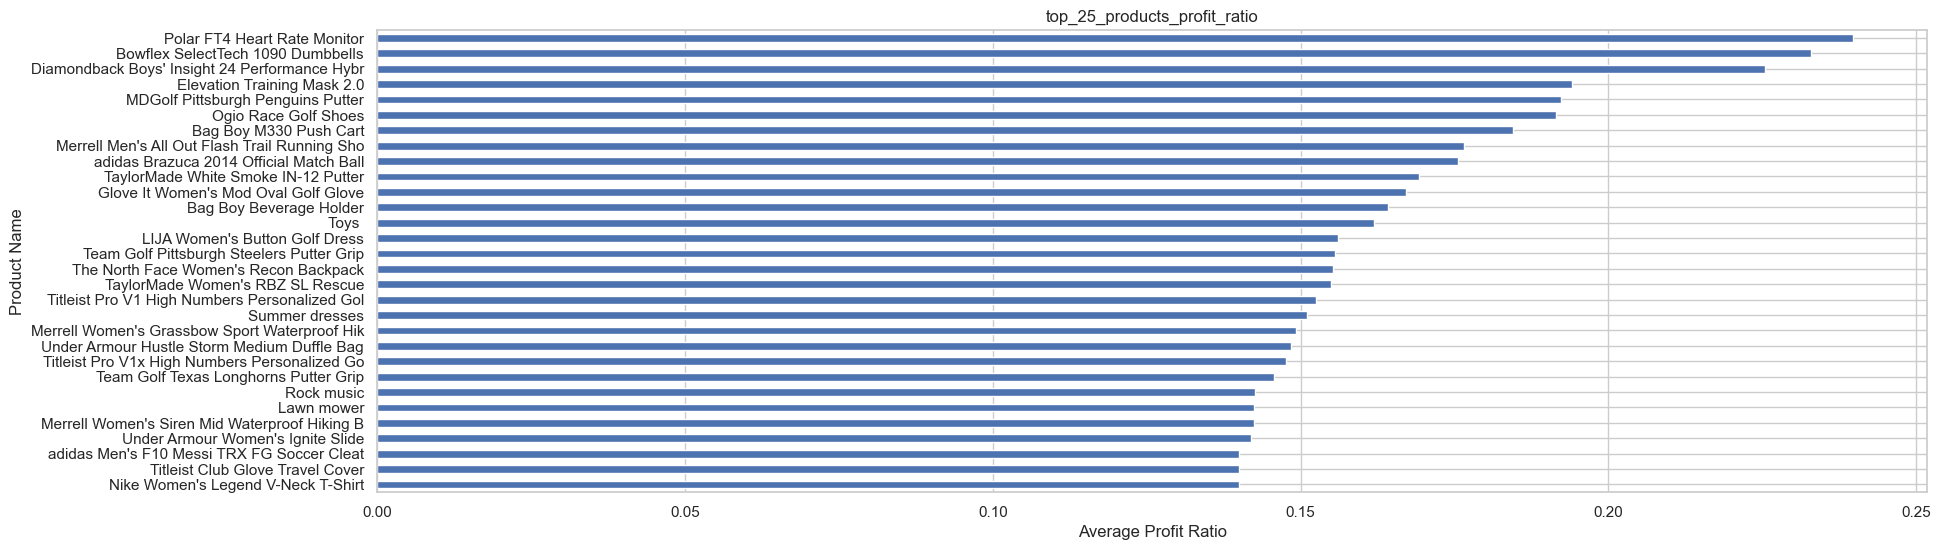 top_25_products_profit_ratio
Product Name
Polar FT4 Heart Rate Monitor
Bowflex SelectTech 1090 Dumbbells
Diamondback Boys' Insight 24 Performance Hybr
Elevation Training Mask 2.0
MDGolf Pittsburgh Penguins Putter
Ogio Race Golf Shoes
Bag Boy M330 Push Cart
Merrell Men's All Out Flash Trail Running Sho
adidas Brazuca 2014 Official Match Ball
TaylorMade White Smoke IN-12 Putter
Glove It Women's Mod Oval Golf Glove
Bag Boy Beverage Holder
Toys
LIJA Women's Button Golf Dress
Team Golf Pittsburgh Steelers Putter Grip
The North Face Women's Recon Backpack
TaylorMade Women's RBZ SL Rescue
Titleist Pro V1 High Numbers Personalized Gol
Summer dresses
Merrell Women's Grassbow Sport Waterproof Hik
Under Armour Hustle Storm Medium Duffle Bag
Titleist Pro V1x High Numbers Personalized Go
Team Golf Texas Longhorns Putter Grip
Rock music
Lawn mower
Merrell Women's Siren Mid Waterproof Hiking B
Under Armour Women's Ignite Slide
adidas Men's F10 Messi TRX FG Soccer Cleat
Titleist Club Glove Travel Cover
Nike Women's Legend V-Neck T-Shirt
0.00 0.05 0.10 0.15 0.20 0.25
Average Profit Ratio